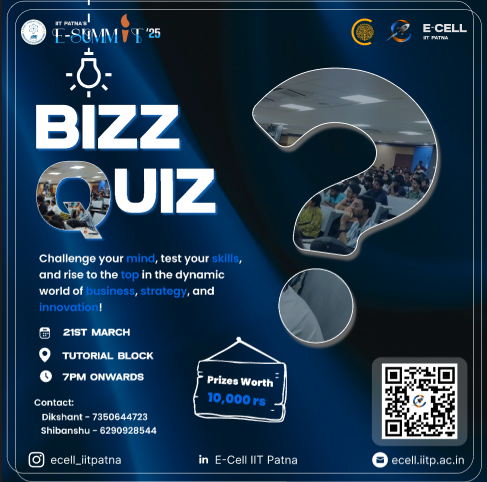 IIT PATNA'S
E-SUMMIT '25
E-CELL
IIT PATNA
BIZZ
QUIZ
Challenge your mind, test your skills,
and rise to the top in the dynamic
world of business, strategy, and
innovation!
21ST MARCH
TUTORIAL BLOCK
7PM ONWARDS
Prizes Worth
10,000 rs
Contact:
Dikshant - 7350644723
Shibanshu - 6290928544
ecell_iitpatna
in E-Cell IIT Patna
ecell.iitp.ac.in